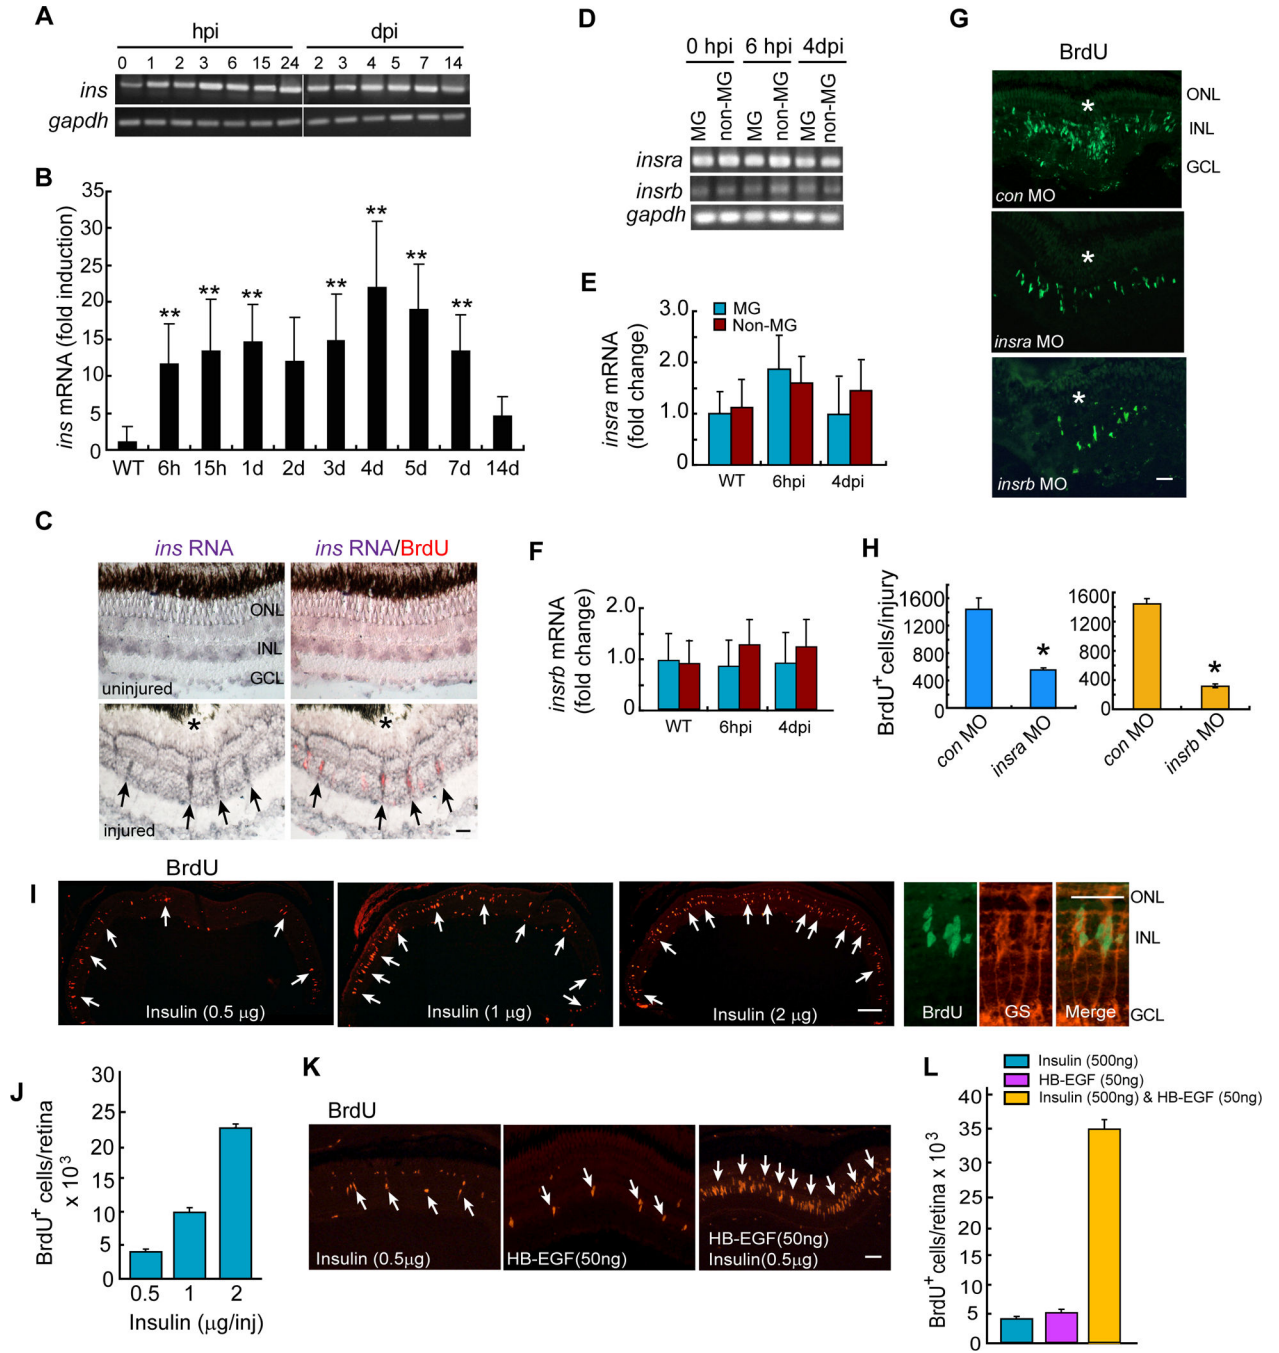 A
hpi
dpi
0 1 2 3 6 15 24 2 3 4 5 7 14
ins
gapdh
B
ins mRNA (fold induction)
35
30
25
20
15
10
5
0
** ** ** ** ** ** **
WT 6h 15h 1d 2d 3d 4d 5d 7d 14d
C
ins RNA
ins RNA/BrdU
ONL
INL
GCL
uninjured
*
*
injured
D
0 hpi 6 hpi 4dpi
MG non-MG MG non-MG MG non-MG
insra
insrb
gapdh
E
insra mRNA
(fold change)
3.0
2.0
1.0
0
MG
Non-MG
WT 6hpi 4dpi
F
insrb mRNA
(fold change)
2.0
1.0
0
WT 6hpi 4dpi
G
BrdU
*
ONL
INL
GCL
con MO
*
insra MO
*
insrb MO
H
BrdU+ cells/injury
1600
1200
800
400
0
*
con MO
insra MO
1600
1200
800
400
0
*
con MO
insrb MO
I
BrdU
Insulin (0.5 μg)
Insulin (1 μg)
Insulin (2 μg)
BrdU
GS
Merge
ONL
INL
GCL
J
BrdU+ cells/retina
x 103
30
25
20
15
10
5
0
0.5 1 2
Insulin (μg/inj)
K
BrdU
Insulin (0.5μg)
HB-EGF(50ng)
HB-EGF(50ng)
Insulin(0.5μg)
L
Insulin (500ng)
HB-EGF (50ng)
Insulin (500ng) & HB-EGF (50ng)
BrdU+ cells/retina x 103
40
35
30
25
20
15
10
5
0